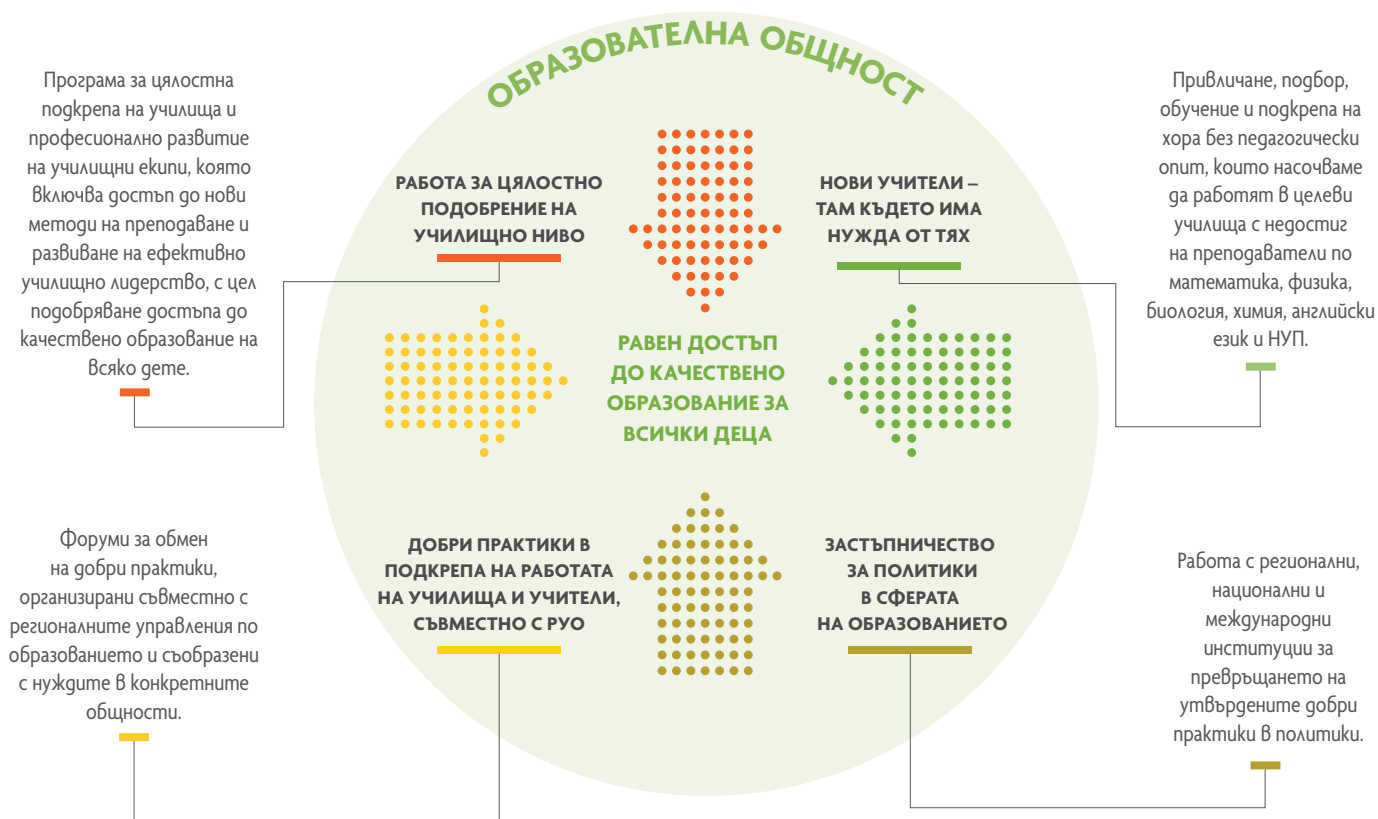 ОБРАЗОВАТЕЛНА ОБЩНОСТ
Програма за цялостна
подкрепа на училища и
професионално развитие
на училищни екипи, която
включва достъп до нови
методи на преподаване и
развиване на ефективно
училищно лидерство, с цел
подобряване достъпа до
качествено образование на
всяко дете.
РАБОТА ЗА ЦЯЛОСТНО
ПОДОБРЕНИЕ НА
УЧИЛИЩНО НИВО
НОВИ УЧИТЕЛИ –
ТАМ КЪДЕТО ИМА
НУЖДА ОТ ТЯХ
Привличане, подбор,
обучение и подкрепа на
хора без педагогически
опит, които насочваме
да работят в целеви
училища с недостиг
на преподаватели по
математика, физика,
биология, химия, английски
език и НУП.
РАВЕН ДОСТЪП
ДО КАЧЕСТВЕНО
ОБРАЗОВАНИЕ ЗА
ВСИЧКИ ДЕЦА
Форуми за обмен
на добри практики,
организирани съвместно с
регионалните управления по
образованието и съобразени
с нуждите в конкретните
общности.
ДОБРИ ПРАКТИКИ В
ПОДКРЕПА НА РАБОТАТА
НА УЧИЛИЩА И УЧИТЕЛИ,
СЪВМЕСТНО С РУО
ЗАСТЪПНИЧЕСТВО
ЗА ПОЛИТИКИ
В СФЕРАТА
НА ОБРАЗОВАНИЕТО
Работа с регионални,
национални и
международни
институции за
превръщането на
утвърдените добри
практики в политики.